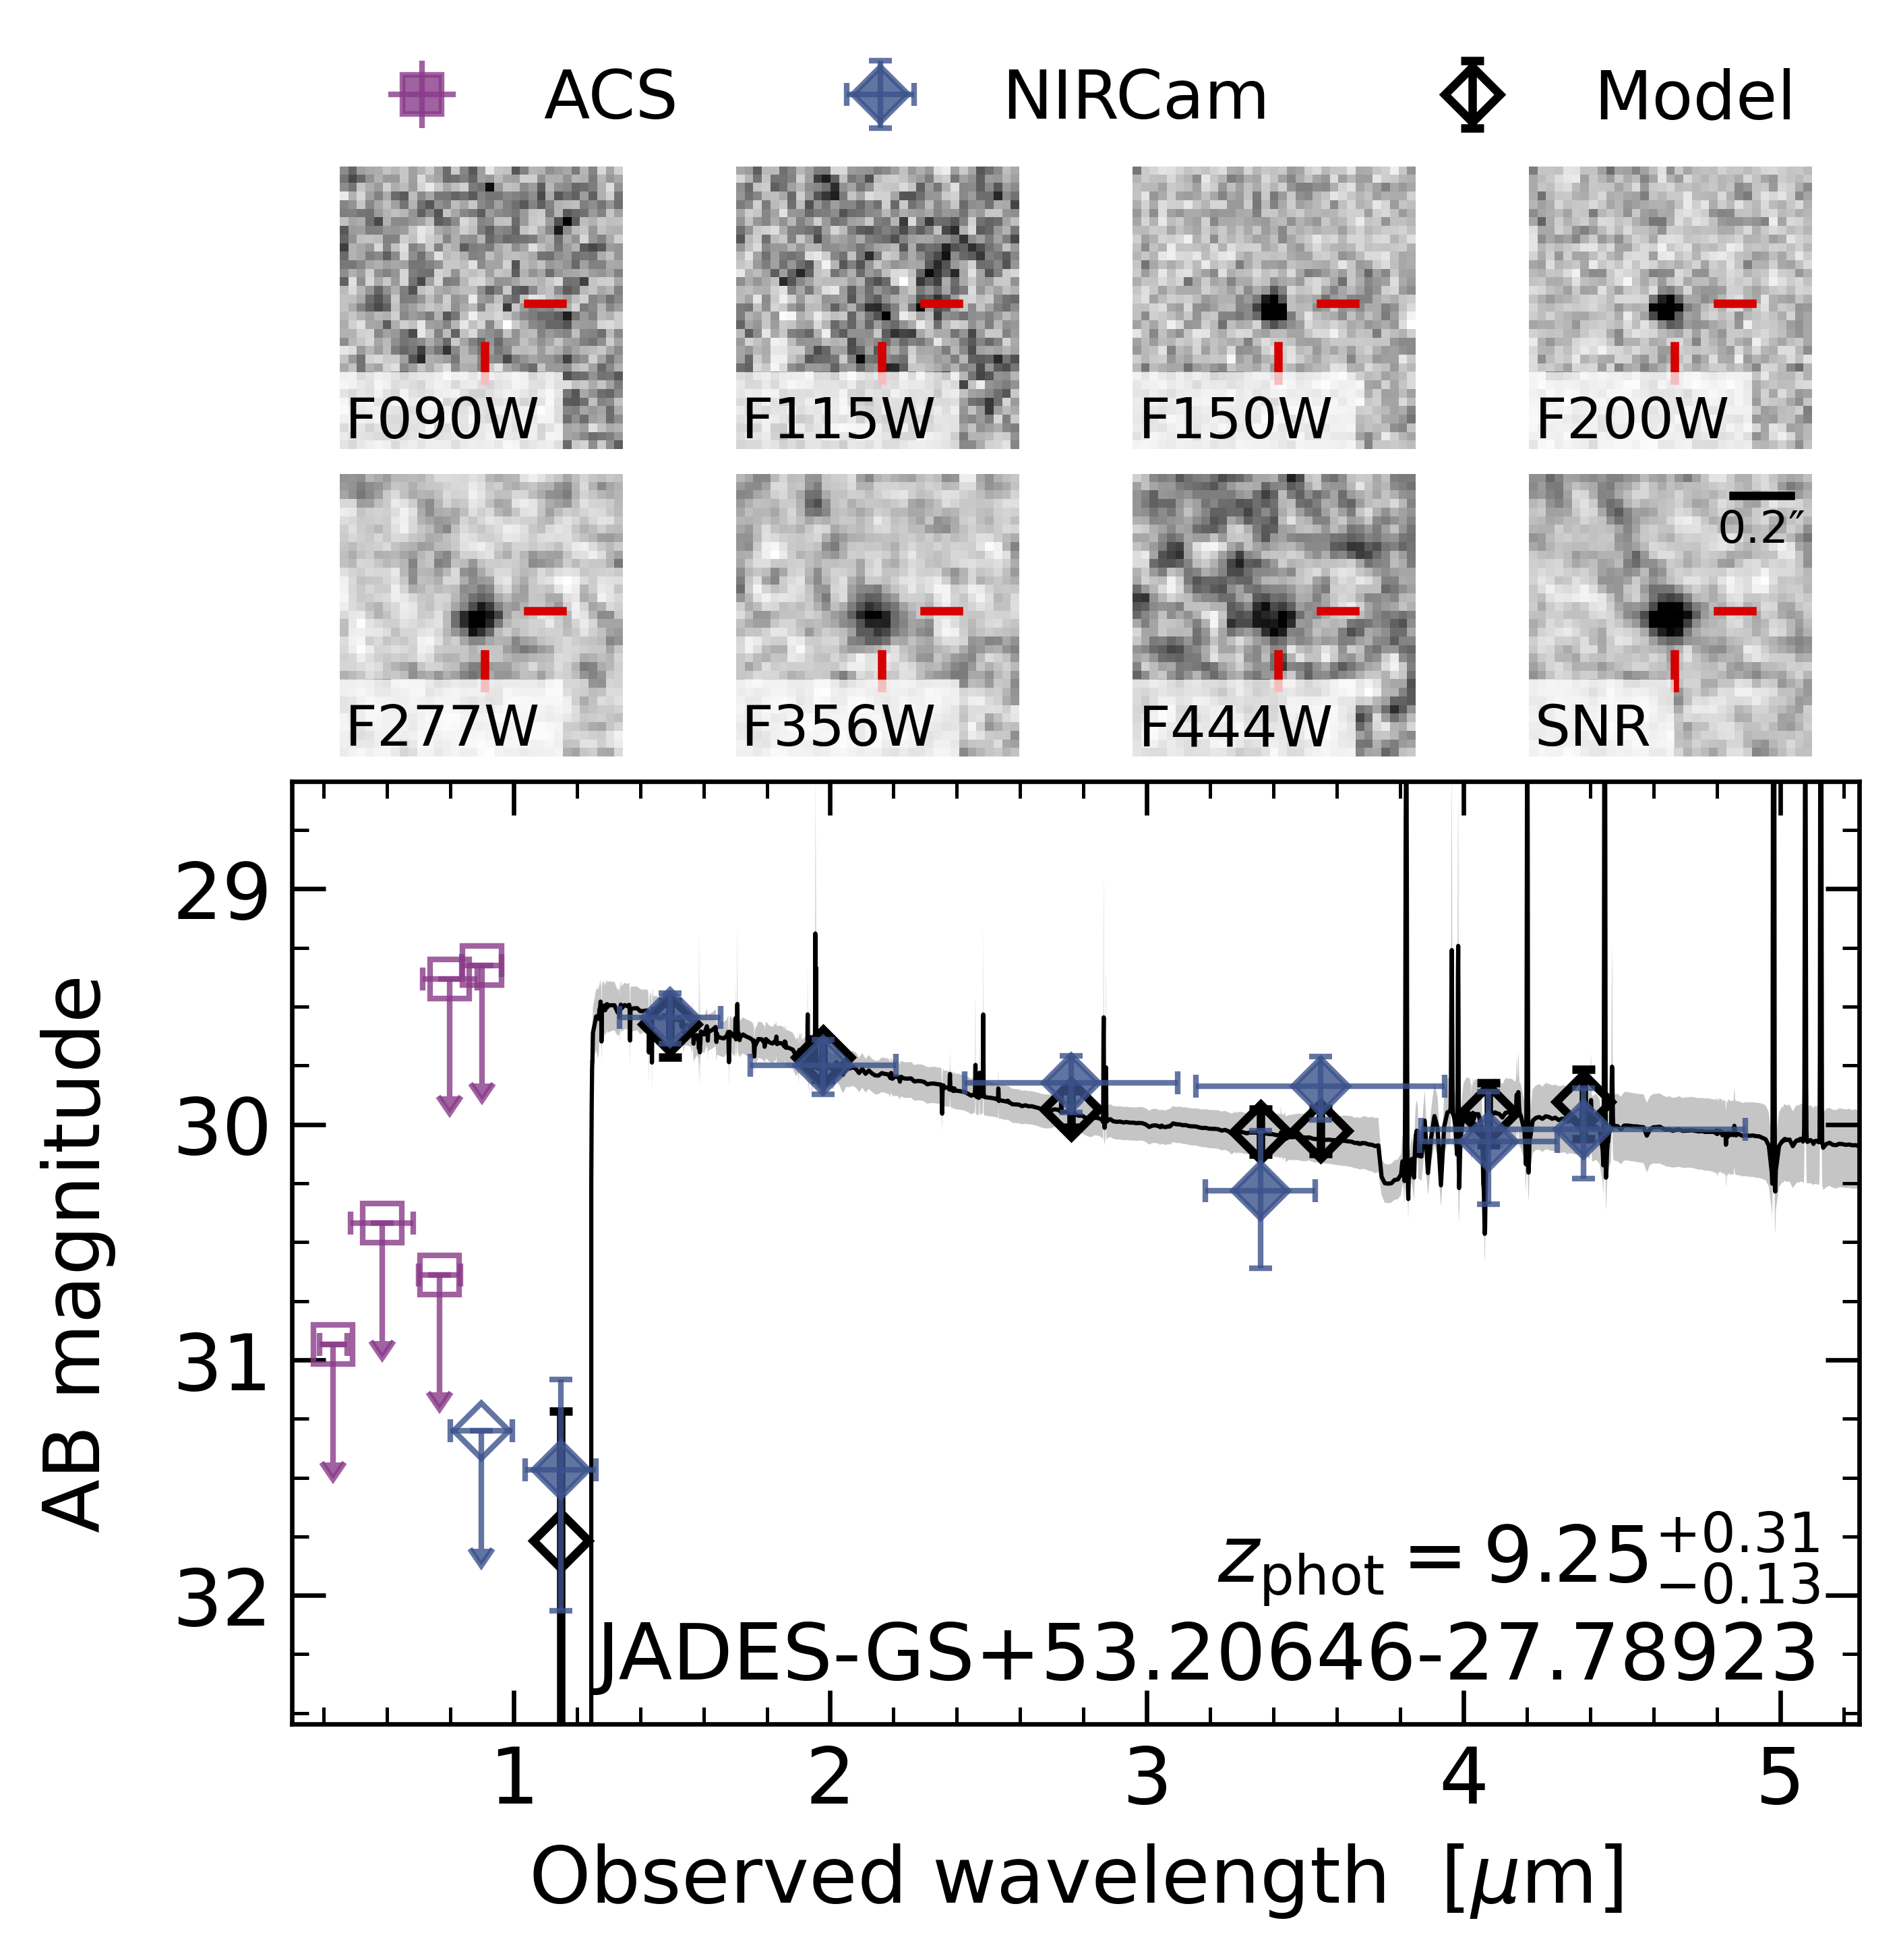 ACS NIRCam Model
F090W F115W F150W F200W
0.2″
F277W F356W F444W SNR
29
30
31
32
AB magnitude
z_phot = 9.25 +0.31 −0.13
JADES-GS+53.20646-27.78923
1 2 3 4 5
Observed wavelength [μm]